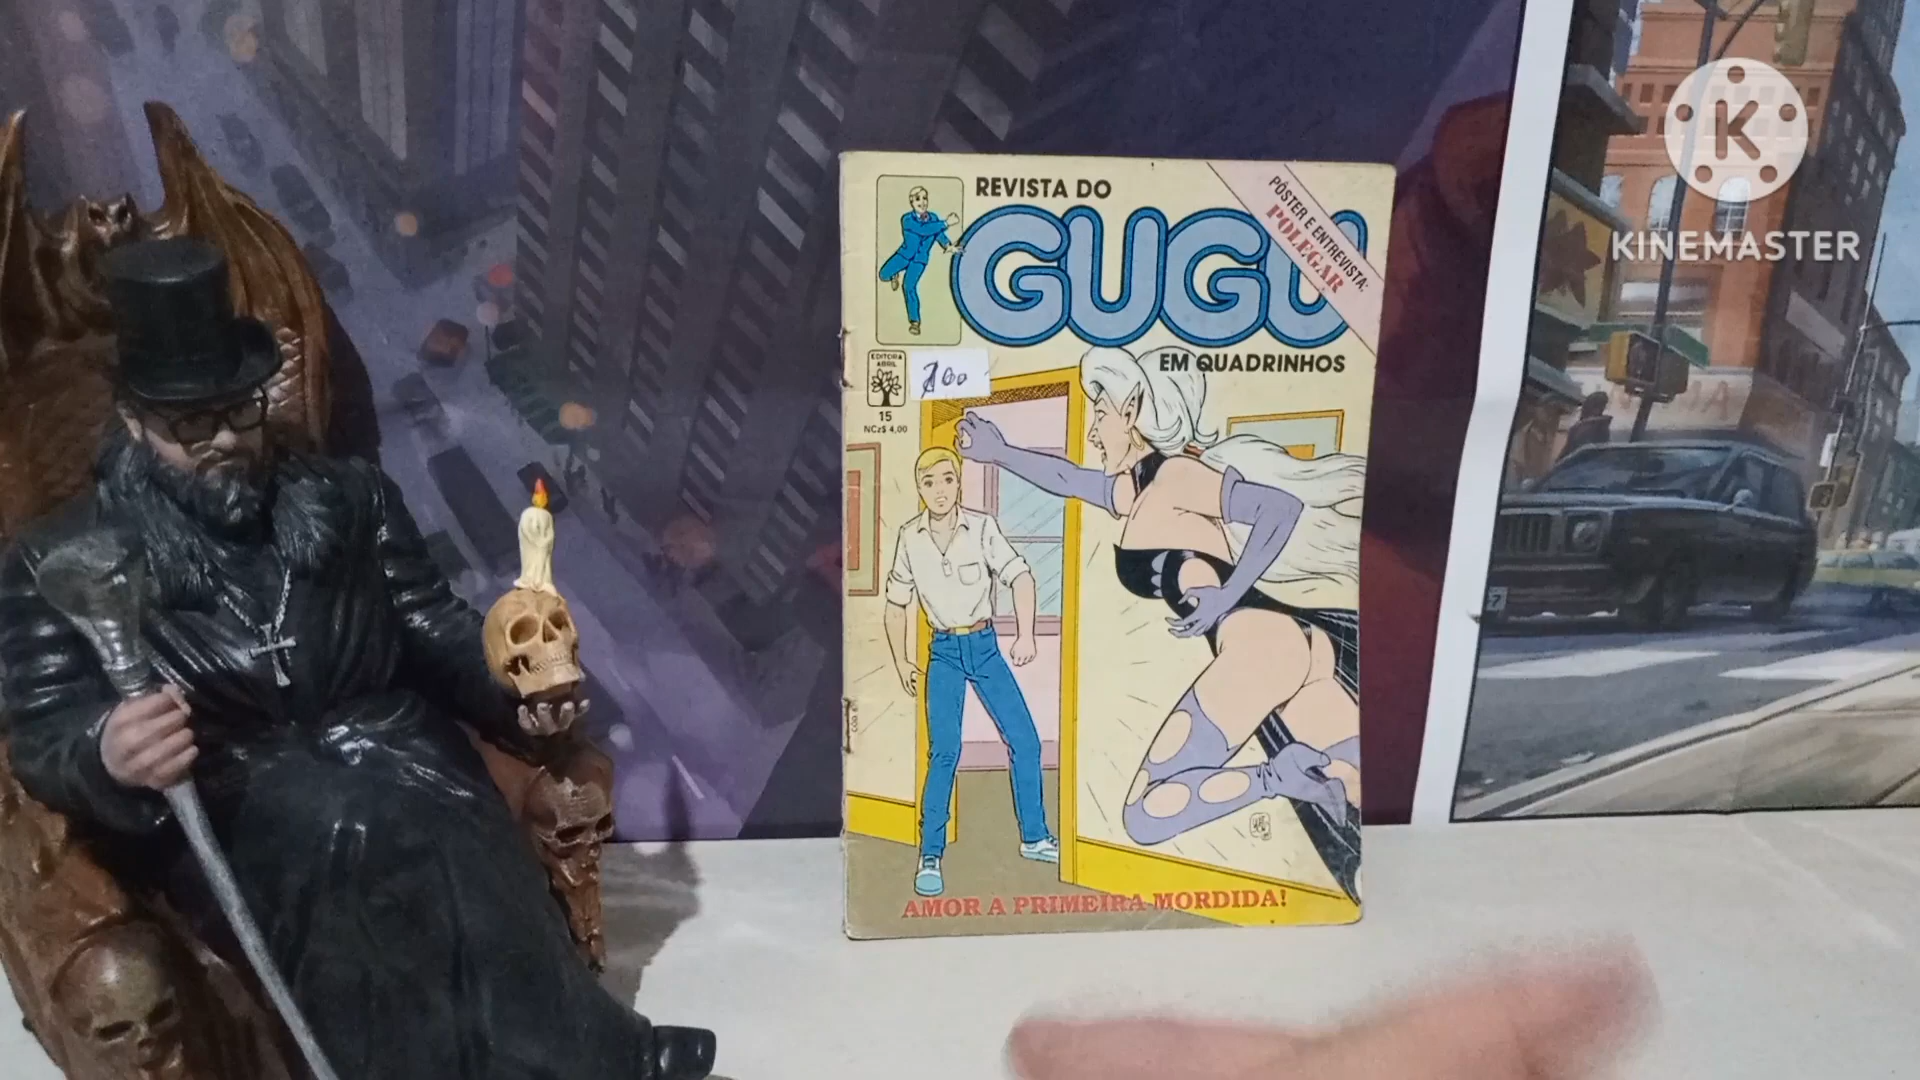 REVISTA DO
GUGU
EM QUADRINHOS
PÔSTER E ENTREVISTA:
POLEGAR
EDITORA
ABRIL
15
NCz$ 4,00
AMOR A PRIMEIRA MORDIDA!
K
KINEMASTER